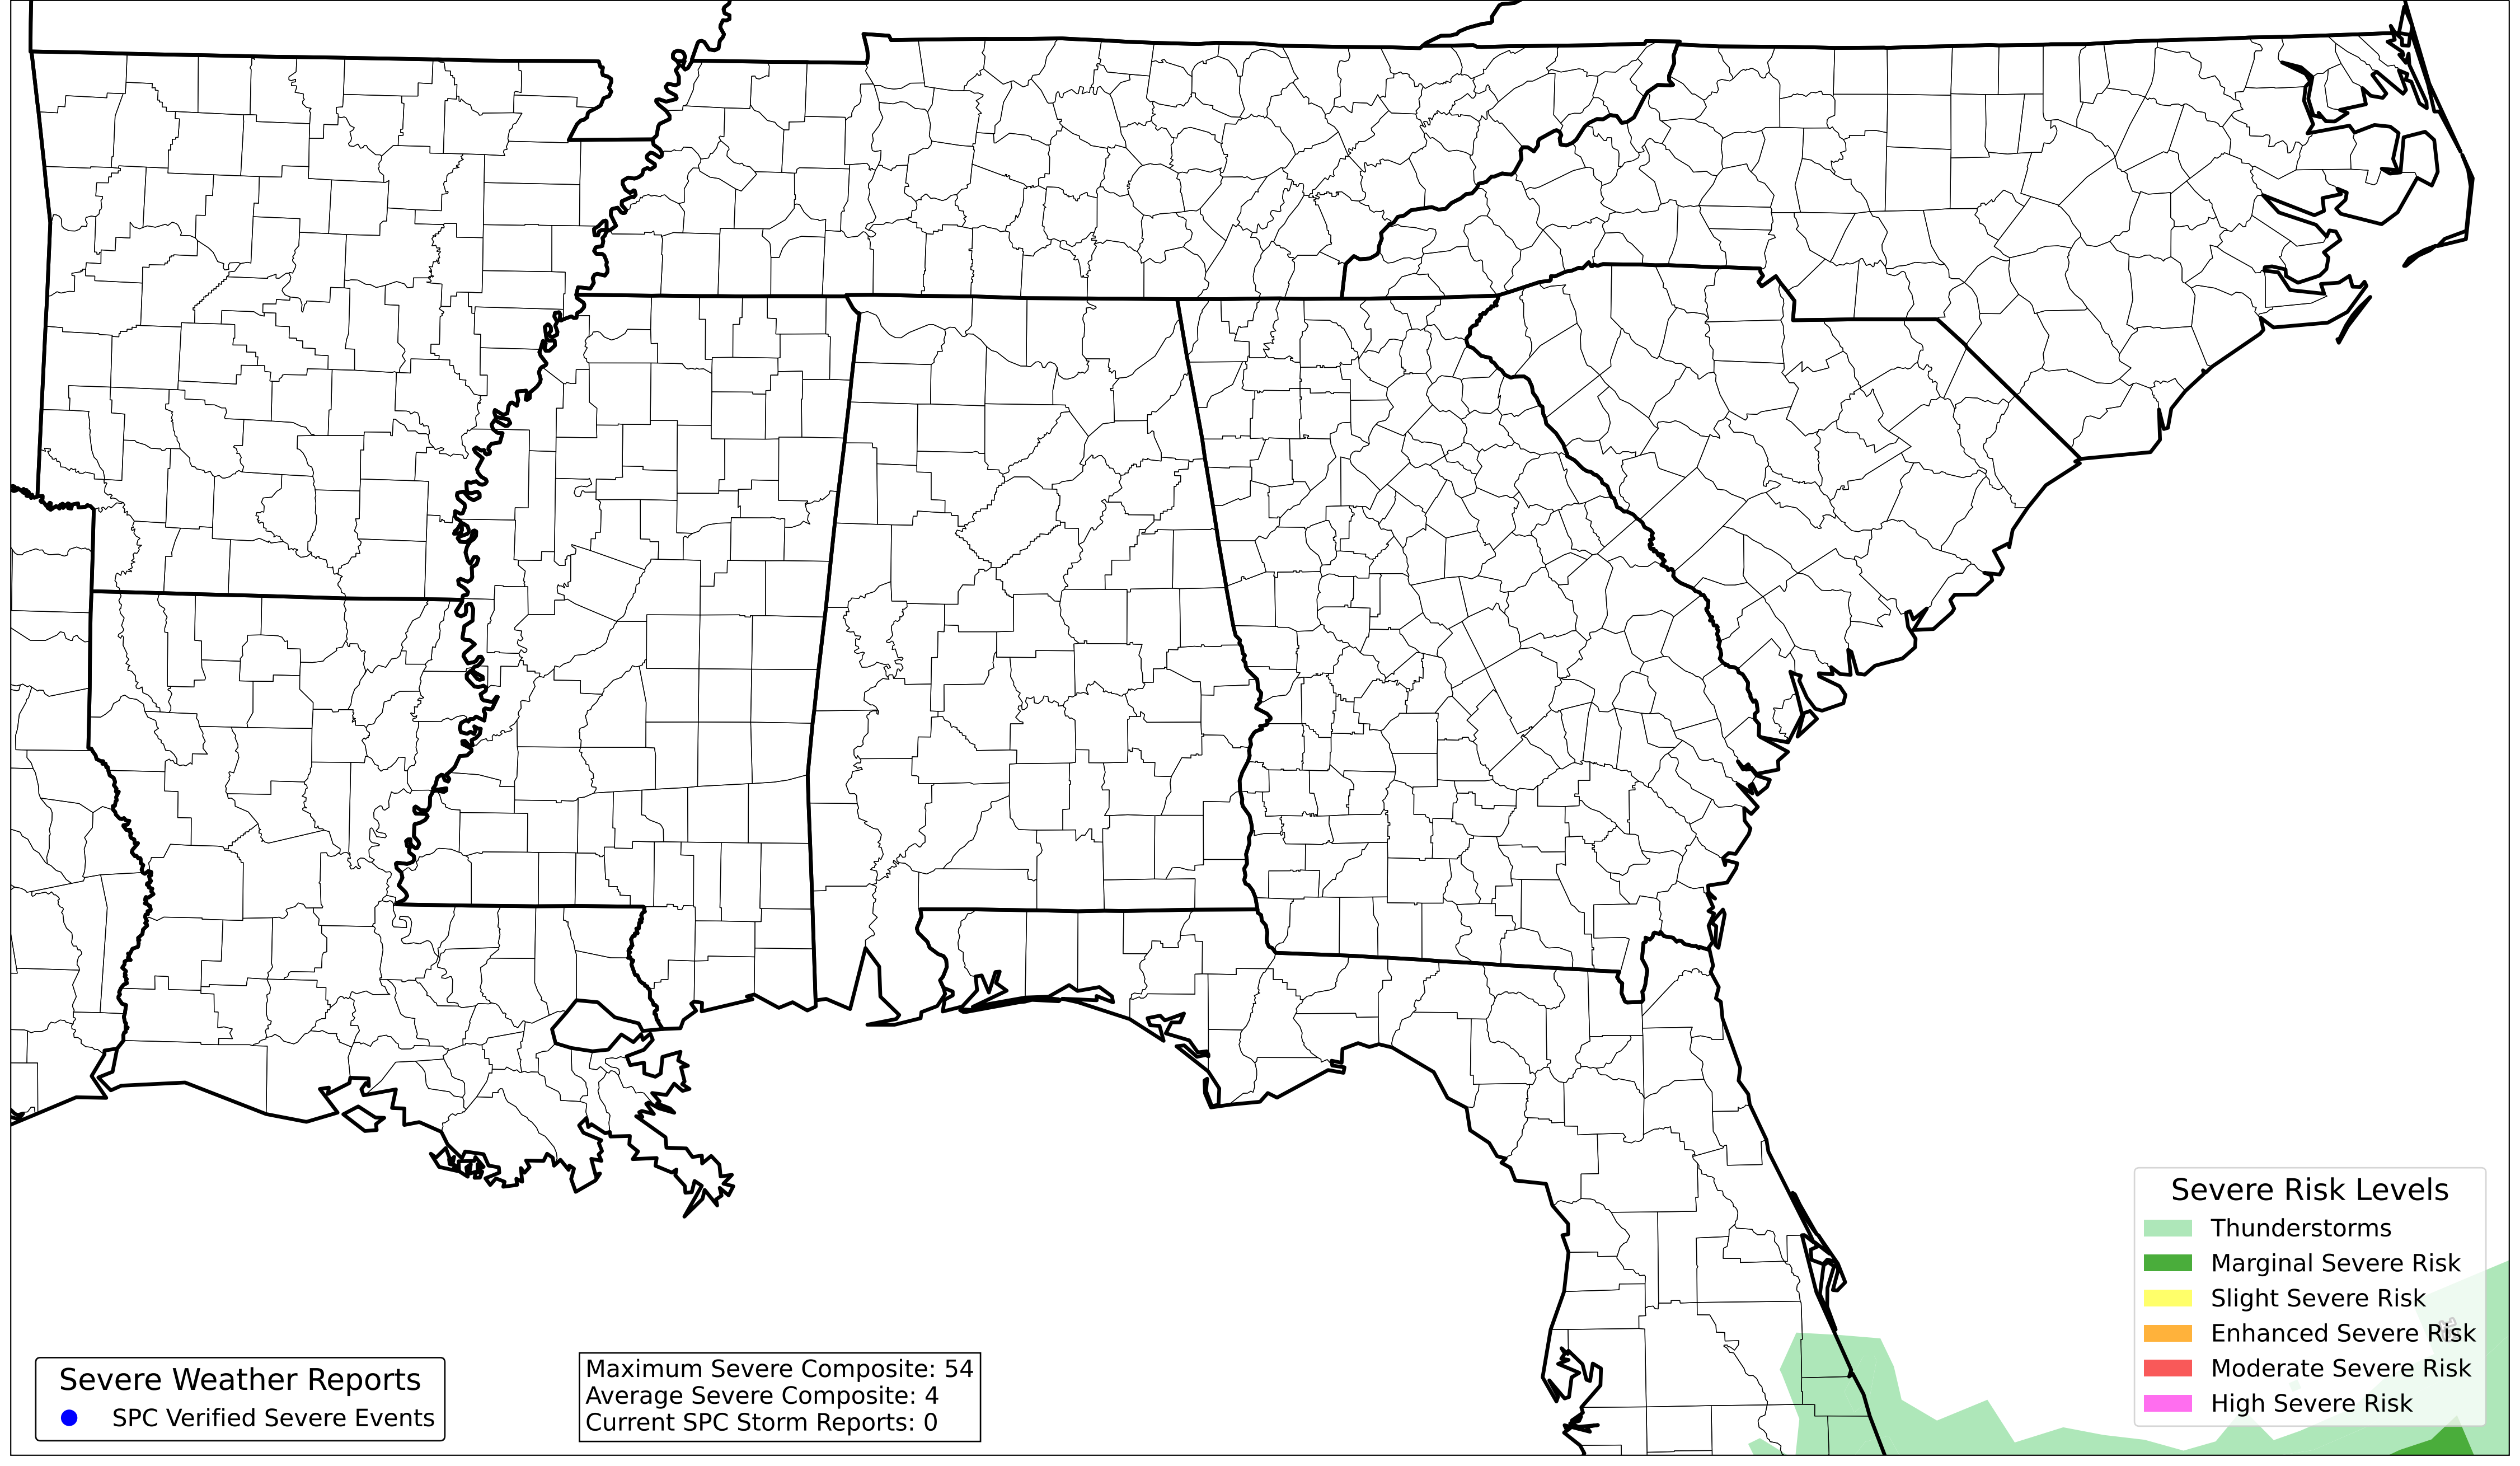 Severe Risk Levels
Thunderstorms
Marginal Severe Risk
Slight Severe Risk
Enhanced Severe Risk
Moderate Severe Risk
High Severe Risk
Severe Weather Reports
SPC Verified Severe Events
Maximum Severe Composite: 54
Average Severe Composite: 4
Current SPC Storm Reports: 0